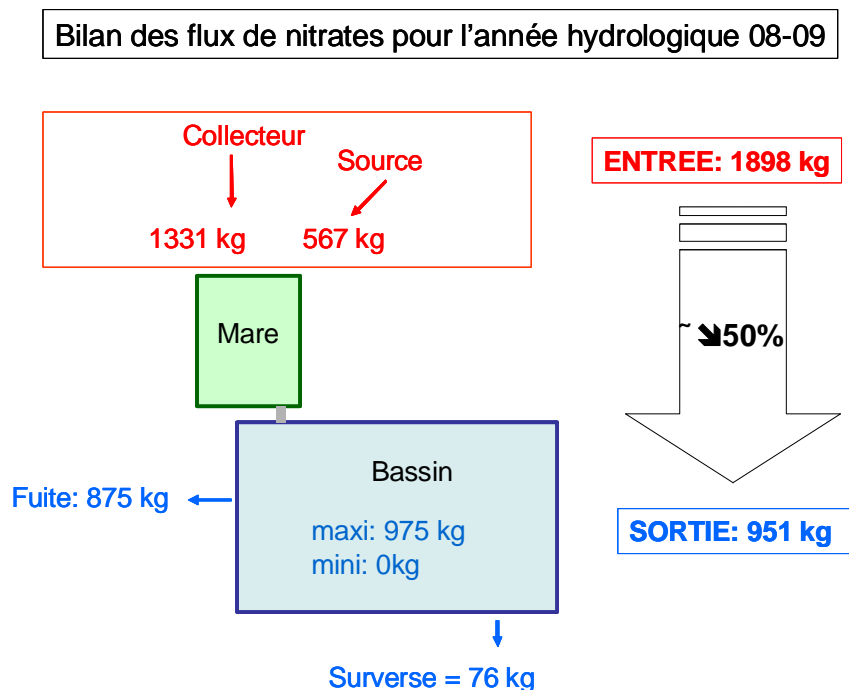 Bilan des flux de nitrates pour l'année hydrologique 08-09
Collecteur
Source
1331 kg
567 kg
ENTREE: 1898 kg
Mare
~ ➘50%
Bassin
maxi: 975 kg
mini: 0kg
Fuite: 875 kg
SORTIE: 951 kg
Surverse = 76 kg